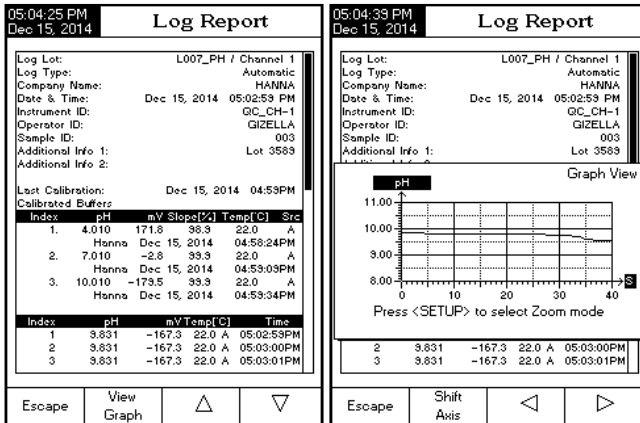 05:04:25 PM
Dec 15, 2014
Log Report
Log Lot: L007_PH / Channel 1
Log Type: Automatic
Company Name: HANNA
Date & Time: Dec 15, 2014 05:02:59 PM
Instrument ID: QC_CH-1
Operator ID: GIZELLA
Sample ID: 003
Additional Info 1: Lot 3589
Additional Info 2:
Last Calibration: Dec 15, 2014 04:59PM
Calibrated Buffers
Index pH mV Slope[%] Temp[°C] Src
1. 4.010 171.8 98.9 22.0 A
Hanna Dec 15, 2014 04:58:24PM
2. 7.010 -2.8 99.9 22.0 A
Hanna Dec 15, 2014 04:59:09PM
3. 10.010 -179.5 99.9 22.0 A
Hanna Dec 15, 2014 04:59:34PM
Index pH mV Temp[°C] Time
1 9.831 -167.3 22.0 A 05:02:59PM
2 9.831 -167.3 22.0 A 05:03:00PM
3 9.831 -167.3 22.0 A 05:03:01PM
Escape
View Graph
05:04:39 PM
Dec 15, 2014
Log Report
Log Lot: L007_PH / Channel 1
Log Type: Automatic
Company Name: HANNA
Date & Time: Dec 15, 2014 05:02:59 PM
Instrument ID: QC_CH-1
Operator ID: GIZELLA
Sample ID: 003
Additional Info 1: Lot 3589
Graph View
pH
11.00
10.00
9.00
8.00
0 10 20 30 40 S
Press <SETUP> to select Zoom mode
2 9.831 -167.3 22.0 A 05:03:00PM
3 9.831 -167.3 22.0 A 05:03:01PM
Escape
Shift Axis